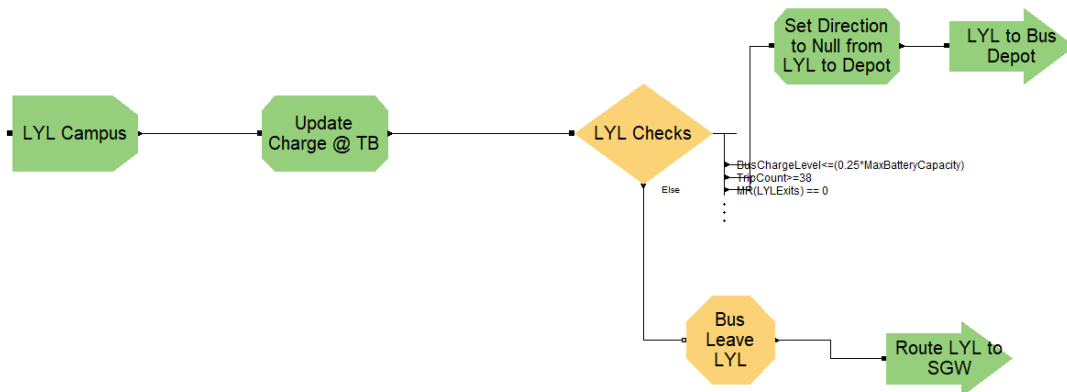 Set Direction
to Null from
LYL to Depot
LYL to Bus
Depot
LYL Campus
Update
Charge @ TB
LYL Checks
BusChargeLevel<=(0.25*MaxBatteryCapacity)
TripCount>=38
MR(LYLExits) == 0
Else
Bus
Leave
LYL
Route LYL to
SGW